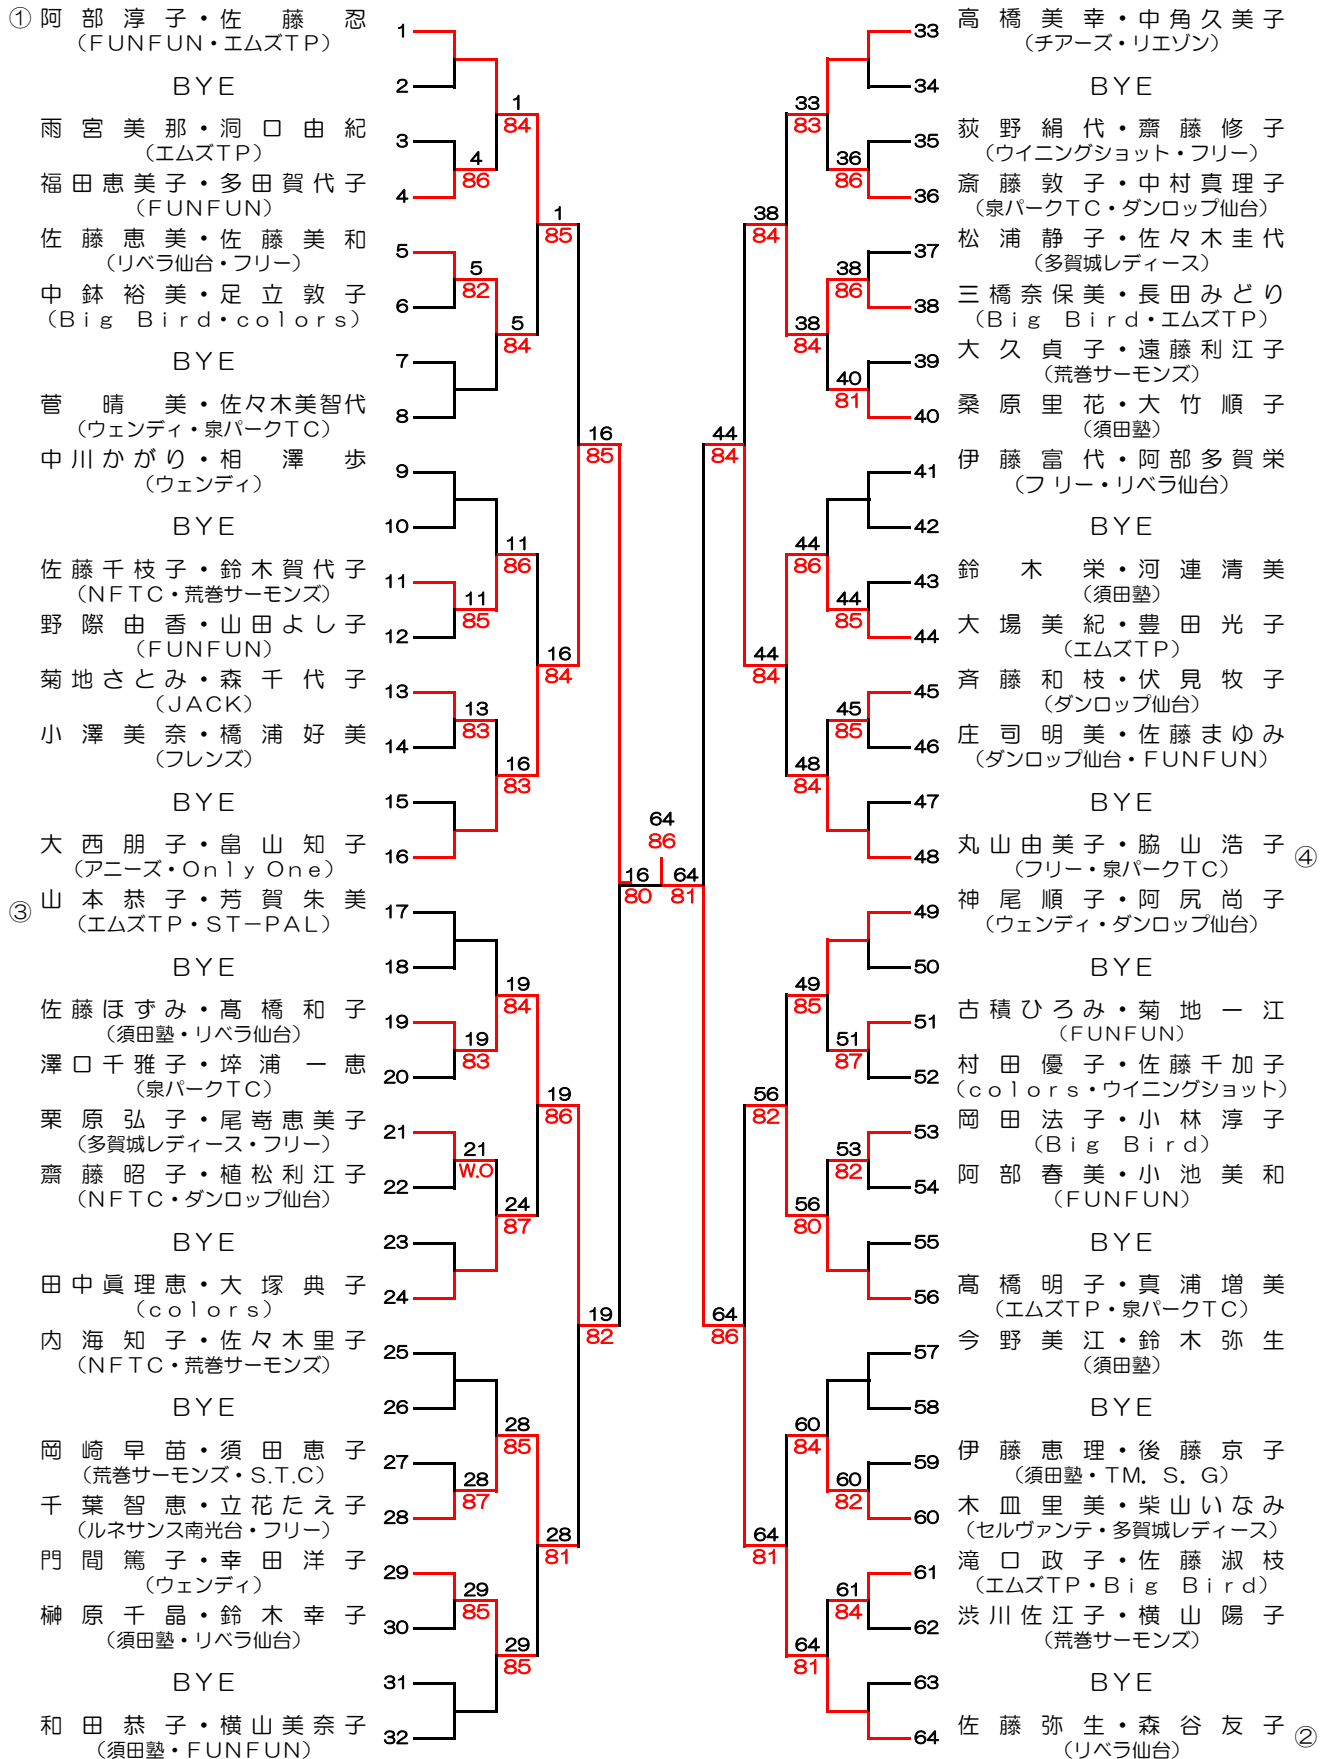 ① 阿部淳子・佐藤忍 1
(FUNFUN・エムズTP)
BYE 2
雨宮美那・洞口由紀 3
(エムズTP)
福田恵美子・多田賀代子 4
(FUNFUN)
佐藤恵美・佐藤美和 5
(リベラ仙台・フリー)
中鉢裕美・足立敦子 6
(Big Bird・colors)
BYE 7
菅晴美・佐々木美智代 8
(ウェンディ・泉パークTC)
中川かがり・相澤歩 9
(ウェンディ)
BYE 10
佐藤千枝子・鈴木賀代子 11
(NFTC・荒巻サーモンズ)
野際由香・山田よし子 12
(FUNFUN)
菊地さとみ・森千代子 13
(JACK)
小澤美奈・橋浦好美 14
(フレンズ)
BYE 15
大西朋子・畠山知子 16
(アニーズ・Only One)
③ 山本恭子・芳賀朱美 17
(エムズTP・ST-PAL)
BYE 18
佐藤ほずみ・髙橋和子 19
(須田塾・リベラ仙台)
澤口千雅子・埣浦一恵 20
(泉パークTC)
栗原弘子・尾嵜恵美子 21
(多賀城レディース・フリー)
齋藤昭子・植松利江子 22
(NFTC・ダンロップ仙台)
BYE 23
田中眞理恵・大塚典子 24
(colors)
内海知子・佐々木里子 25
(NFTC・荒巻サーモンズ)
BYE 26
岡崎早苗・須田恵子 27
(荒巻サーモンズ・S.T.C)
千葉智恵・立花たえ子 28
(ルネサンス南光台・フリー)
門間篤子・幸田洋子 29
(ウェンディ)
榊原千晶・鈴木幸子 30
(須田塾・リベラ仙台)
BYE 31
和田恭子・横山美奈子 32
(須田塾・FUNFUN)
4
86
5
82
11
85
13
83
19
83
21
W.O
28
87
29
85
1
84
5
84
11
86
16
83
19
84
24
87
28
85
29
85
1
85
16
84
19
86
28
81
16
85
19
82
16
80
64
86
64
81
44
84
64
86
38
84
44
84
56
82
64
81
33
83
38
84
44
86
48
84
49
85
56
80
60
84
64
81
36
86
38
86
40
81
44
85
45
85
51
87
53
82
60
82
61
84
33 高橋美幸・中角久美子
(チアーズ・リエゾン)
34 BYE
35 荻野絹代・齋藤修子
(ウイニングショット・フリー)
36 斎藤敦子・中村真理子
(泉パークTC・ダンロップ仙台)
37 松浦静子・佐々木圭代
(多賀城レディース)
38 三橋奈保美・長田みどり
(Big Bird・エムズTP)
39 大久貞子・遠藤利江子
(荒巻サーモンズ)
40 桑原里花・大竹順子
(須田塾)
41 伊藤富代・阿部多賀栄
(フリー・リベラ仙台)
42 BYE
43 鈴木栄・河連清美
(須田塾)
44 大場美紀・豊田光子
(エムズTP)
45 斉藤和枝・伏見牧子
(ダンロップ仙台)
46 庄司明美・佐藤まゆみ
(ダンロップ仙台・FUNFUN)
47 BYE
48 丸山由美子・脇山浩子 ④
(フリー・泉パークTC)
49 神尾順子・阿尻尚子
(ウェンディ・ダンロップ仙台)
50 BYE
51 古積ひろみ・菊地一江
(FUNFUN)
52 村田優子・佐藤千加子
(colors・ウイニングショット)
53 岡田法子・小林淳子
(Big Bird)
54 阿部春美・小池美和
(FUNFUN)
55 BYE
56 髙橋明子・真浦増美
(エムズTP・泉パークTC)
57 今野美江・鈴木弥生
(須田塾)
58 BYE
59 伊藤恵理・後藤京子
(須田塾・TM．S．G)
60 木皿里美・柴山いなみ
(セルヴァンテ・多賀城レディース)
61 滝口政子・佐藤淑枝
(エムズTP・Big Bird)
62 渋川佐江子・横山陽子
(荒巻サーモンズ)
63 BYE
64 佐藤弥生・森谷友子 ②
(リベラ仙台)